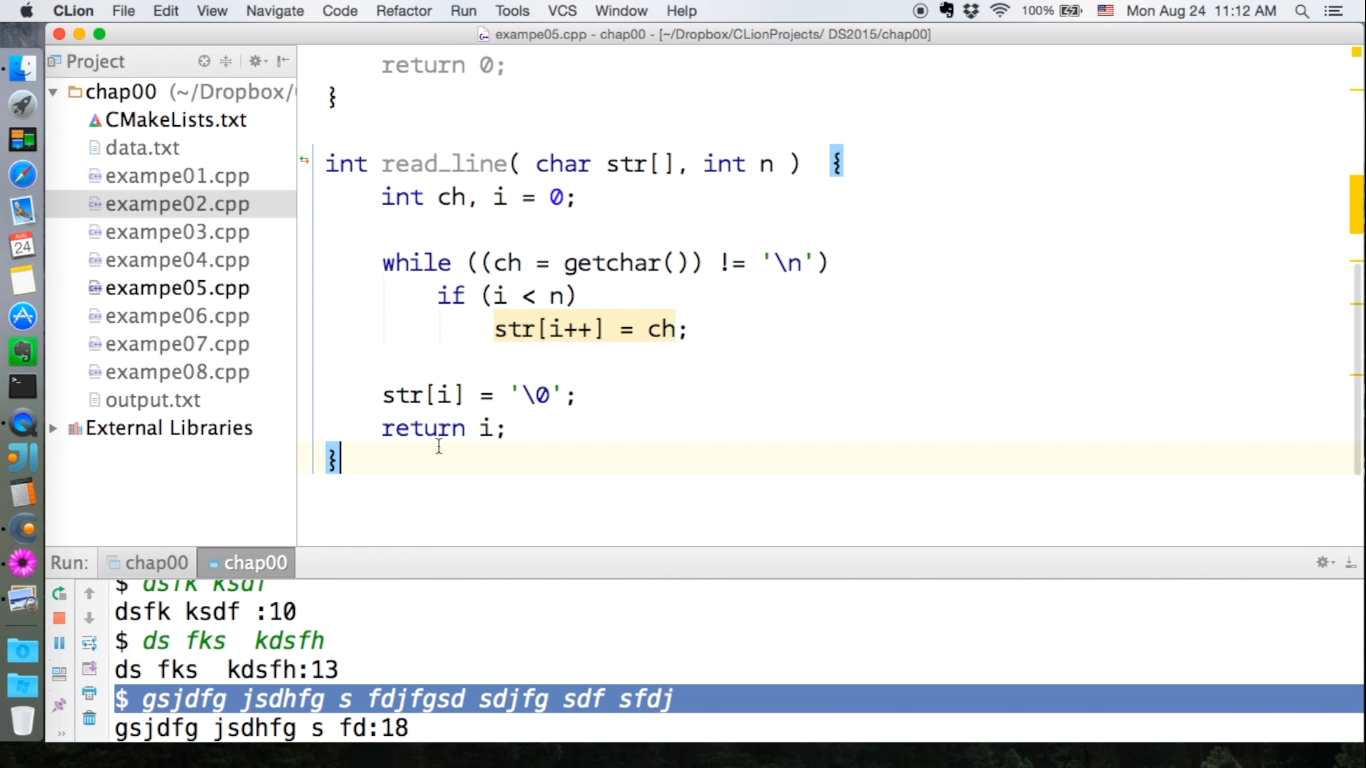 CLion File Edit View Navigate Code Refactor Run Tools VCS Window Help 100% Mon Aug 24 11:12 AM
exampe05.cpp - chap00 - [~/Dropbox/CLionProjects/ DS2015/chap00]
Project
chap00 (~/Dropbox/
CMakeLists.txt
data.txt
exampe01.cpp
exampe02.cpp
exampe03.cpp
exampe04.cpp
exampe05.cpp
exampe06.cpp
exampe07.cpp
exampe08.cpp
output.txt
External Libraries
AUG
24
return 0;
}
int read_line( char str[], int n ) {
int ch, i = 0;
while ((ch = getchar()) != '\n')
if (i < n)
str[i++] = ch;
str[i] = '\0';
return i;
}
Run: chap00 chap00
$ dsfk ksdf
dsfk ksdf :10
$ ds fks  kdsfh
ds fks  kdsfh:13
$ gsjdfg jsdhfg s fdjfgsd sdjfg sdf sfdj
gsjdfg jsdhfg s fd:18